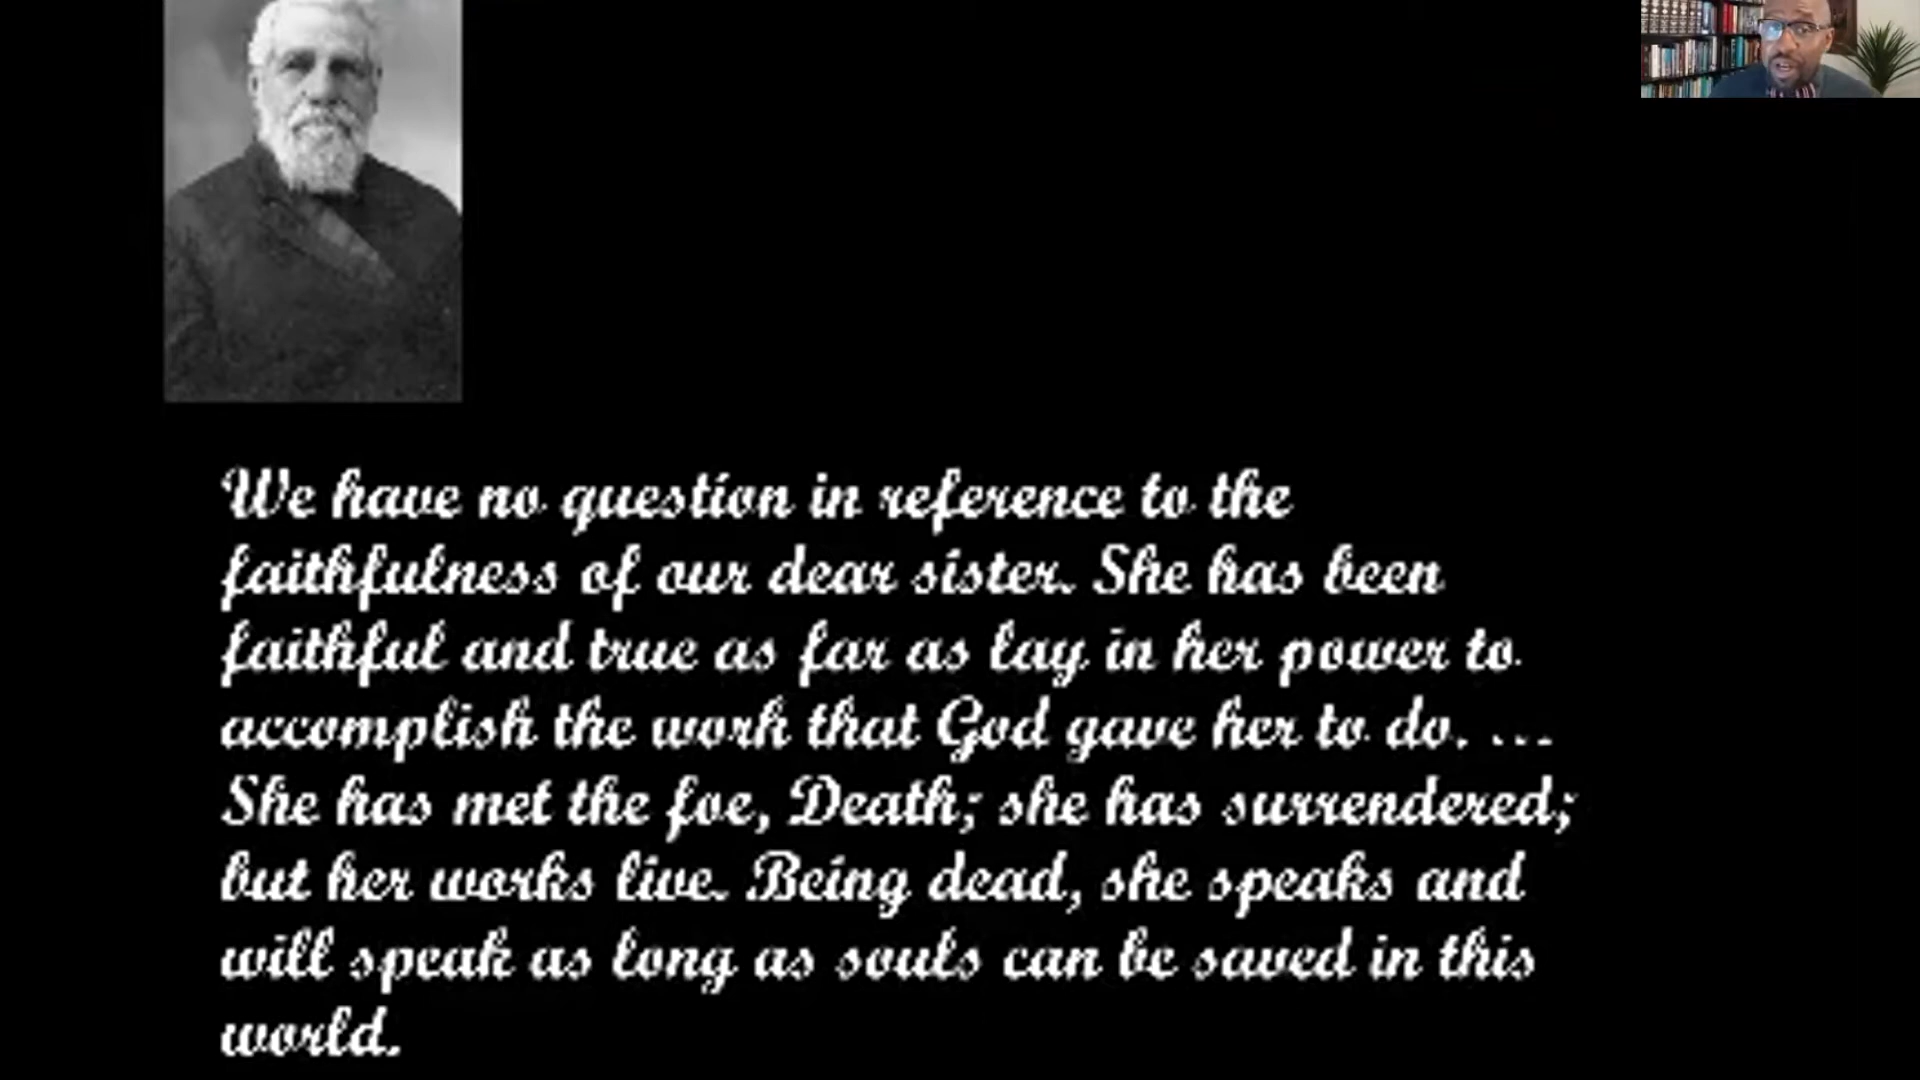 We have no question in reference to the
faithfulness of our dear sister. She has been
faithful and true as far as lay in her power to
accomplish the work that God gave her to do. ...
She has met the foe, Death; she has surrendered;
but her works live. Being dead, she speaks and
will speak as long as souls can be saved in this
world.